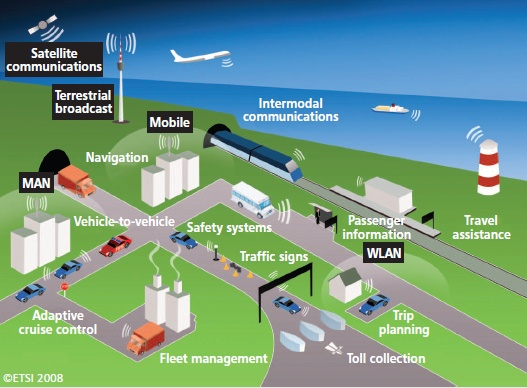 Satellite
communications
Terrestrial
broadcast
Mobile
Intermodal
communications
Navigation
MAN
Vehicle-to-vehicle
Safety systems
Passenger
information
Travel
assistance
WLAN
Traffic signs
Adaptive
cruise control
Trip
planning
Fleet management
Toll collection
©ETSI 2008